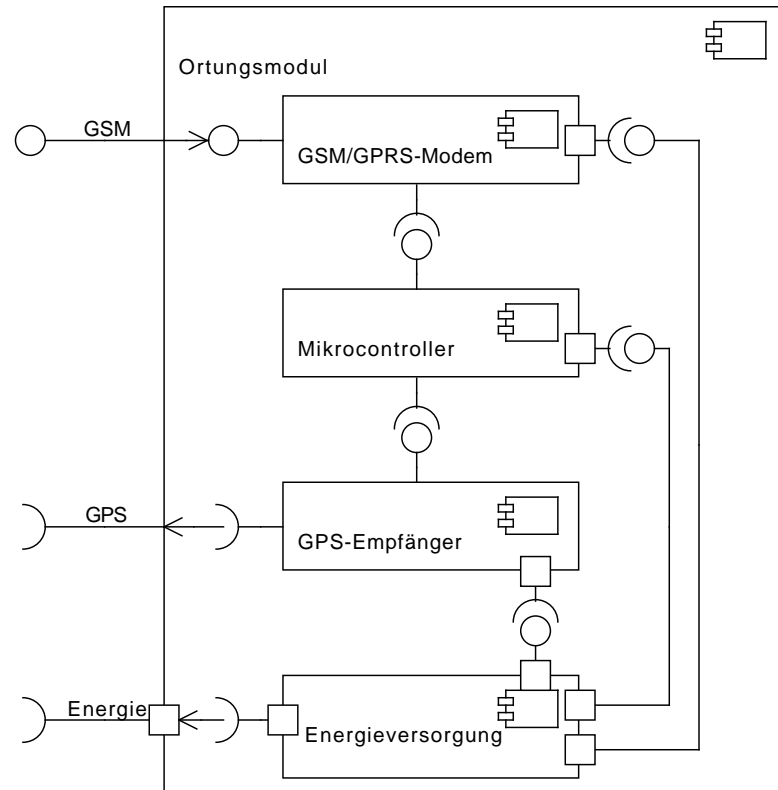 Ortungsmodul
GSM
GSM/GPRS-Modem
Mikrocontroller
GPS
GPS-Empfänger
Energie
Energieversorgung